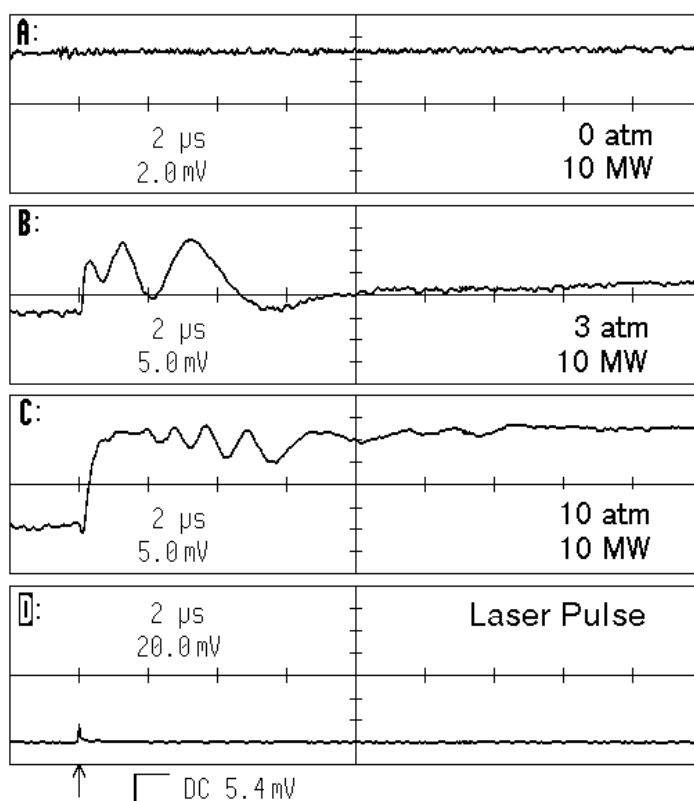 A:
2 µs
2.0mV
0 atm
10 MW
B:
2 µs
5.0mV
3 atm
10 MW
C:
2 µs
5.0mV
10 atm
10 MW
D:
2 µs
20.0mV
Laser Pulse
DC 5.4mV